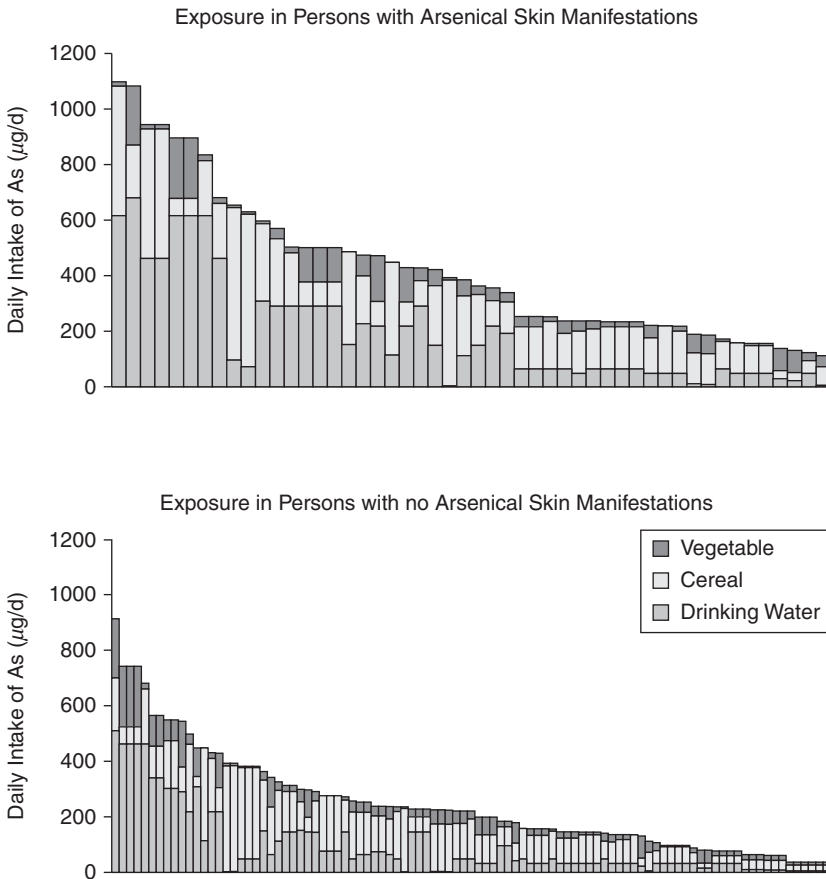 Exposure in Persons with Arsenical Skin Manifestations
Daily Intake of As (μg/d)
1200
1000
800
600
400
200
0
Exposure in Persons with no Arsenical Skin Manifestations
Daily Intake of As (μg/d)
1200
1000
800
600
400
200
0
Vegetable
Cereal
Drinking Water